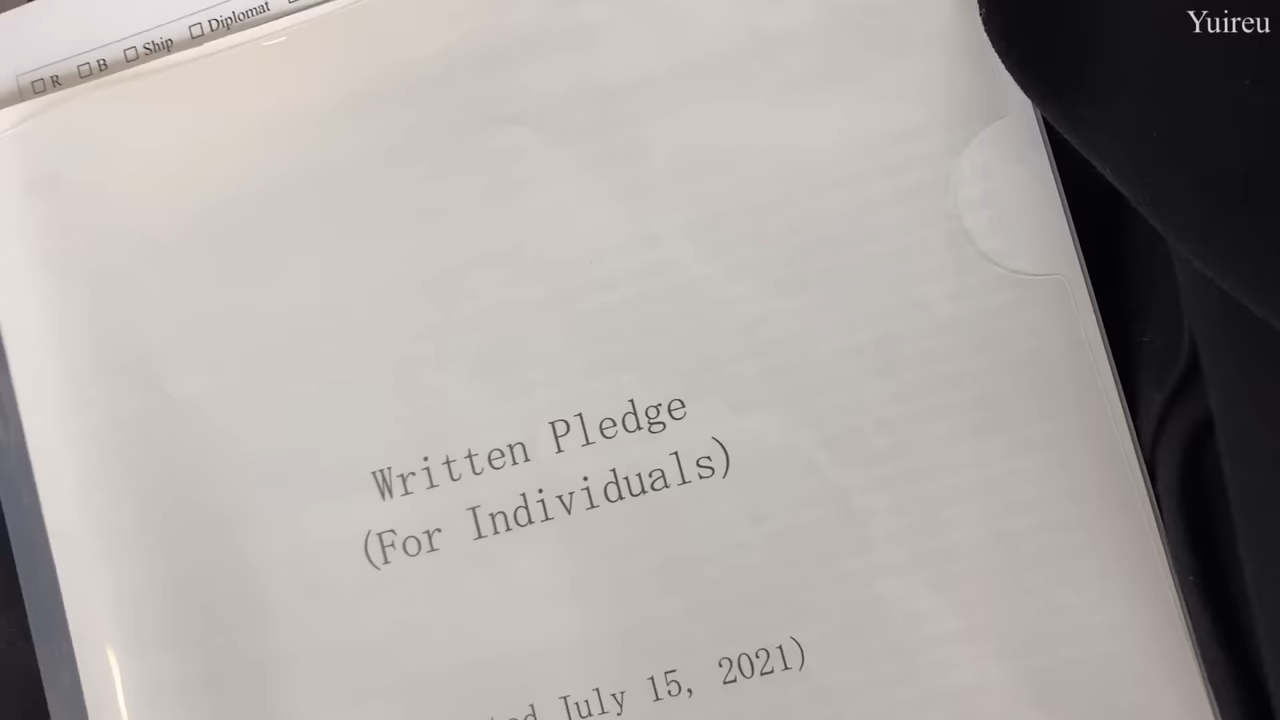 Yuireu
☐ R ☐ B ☐ Ship ☐ Diplomat
Written Pledge
(For Individuals)
July 15, 2021)